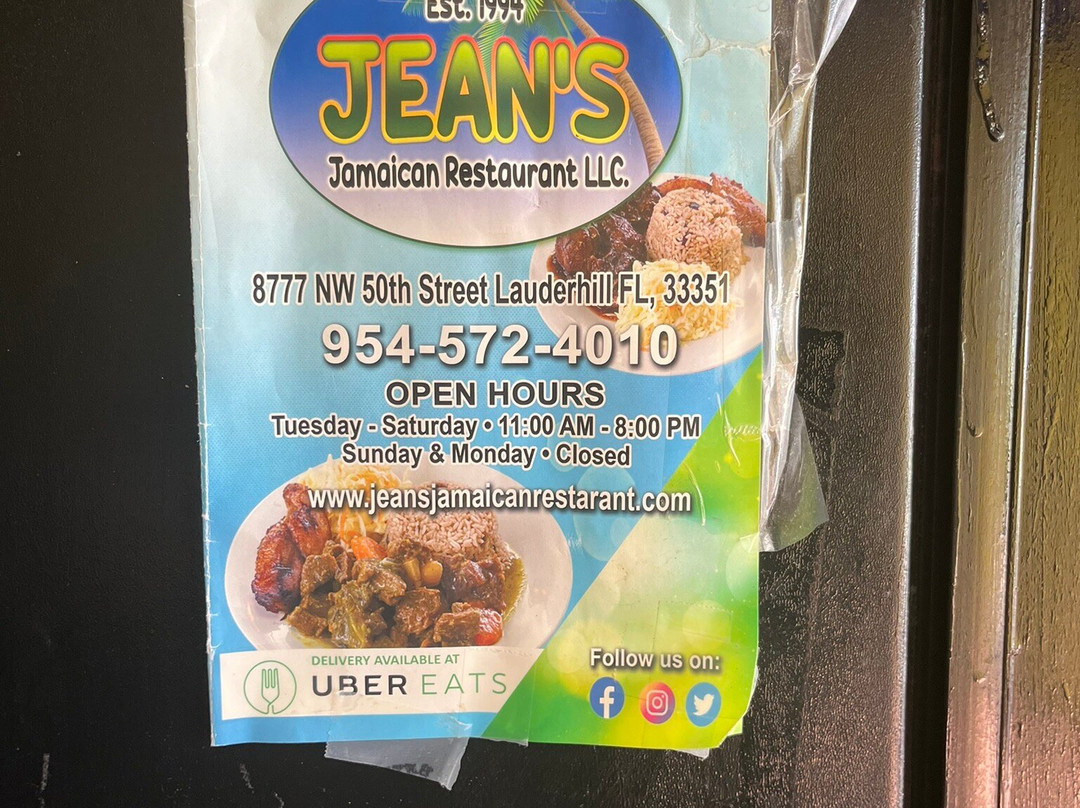 Est. 1994
JEAN'S
Jamaican Restaurant LLC.
8777 NW 50th Street Lauderhill FL, 33351
954-572-4010
OPEN HOURS
Tuesday - Saturday • 11:00 AM - 8:00 PM
Sunday & Monday • Closed
www.jeansjamaicanrestarant.com
DELIVERY AVAILABLE AT
UBER EATS
Follow us on: